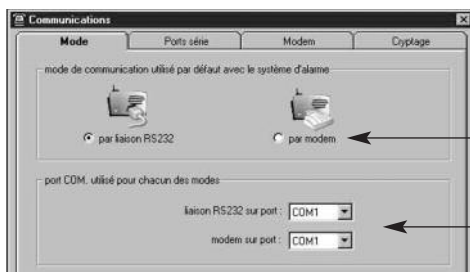 Communications
Mode Ports série Modem Cryptage
mode de communication utilisé par défaut avec le système d'alarme
par liaison RS232 par modem
port COM. utilisé pour chacun des modes
liaison RS232 sur port : COM1
modem sur port : COM1